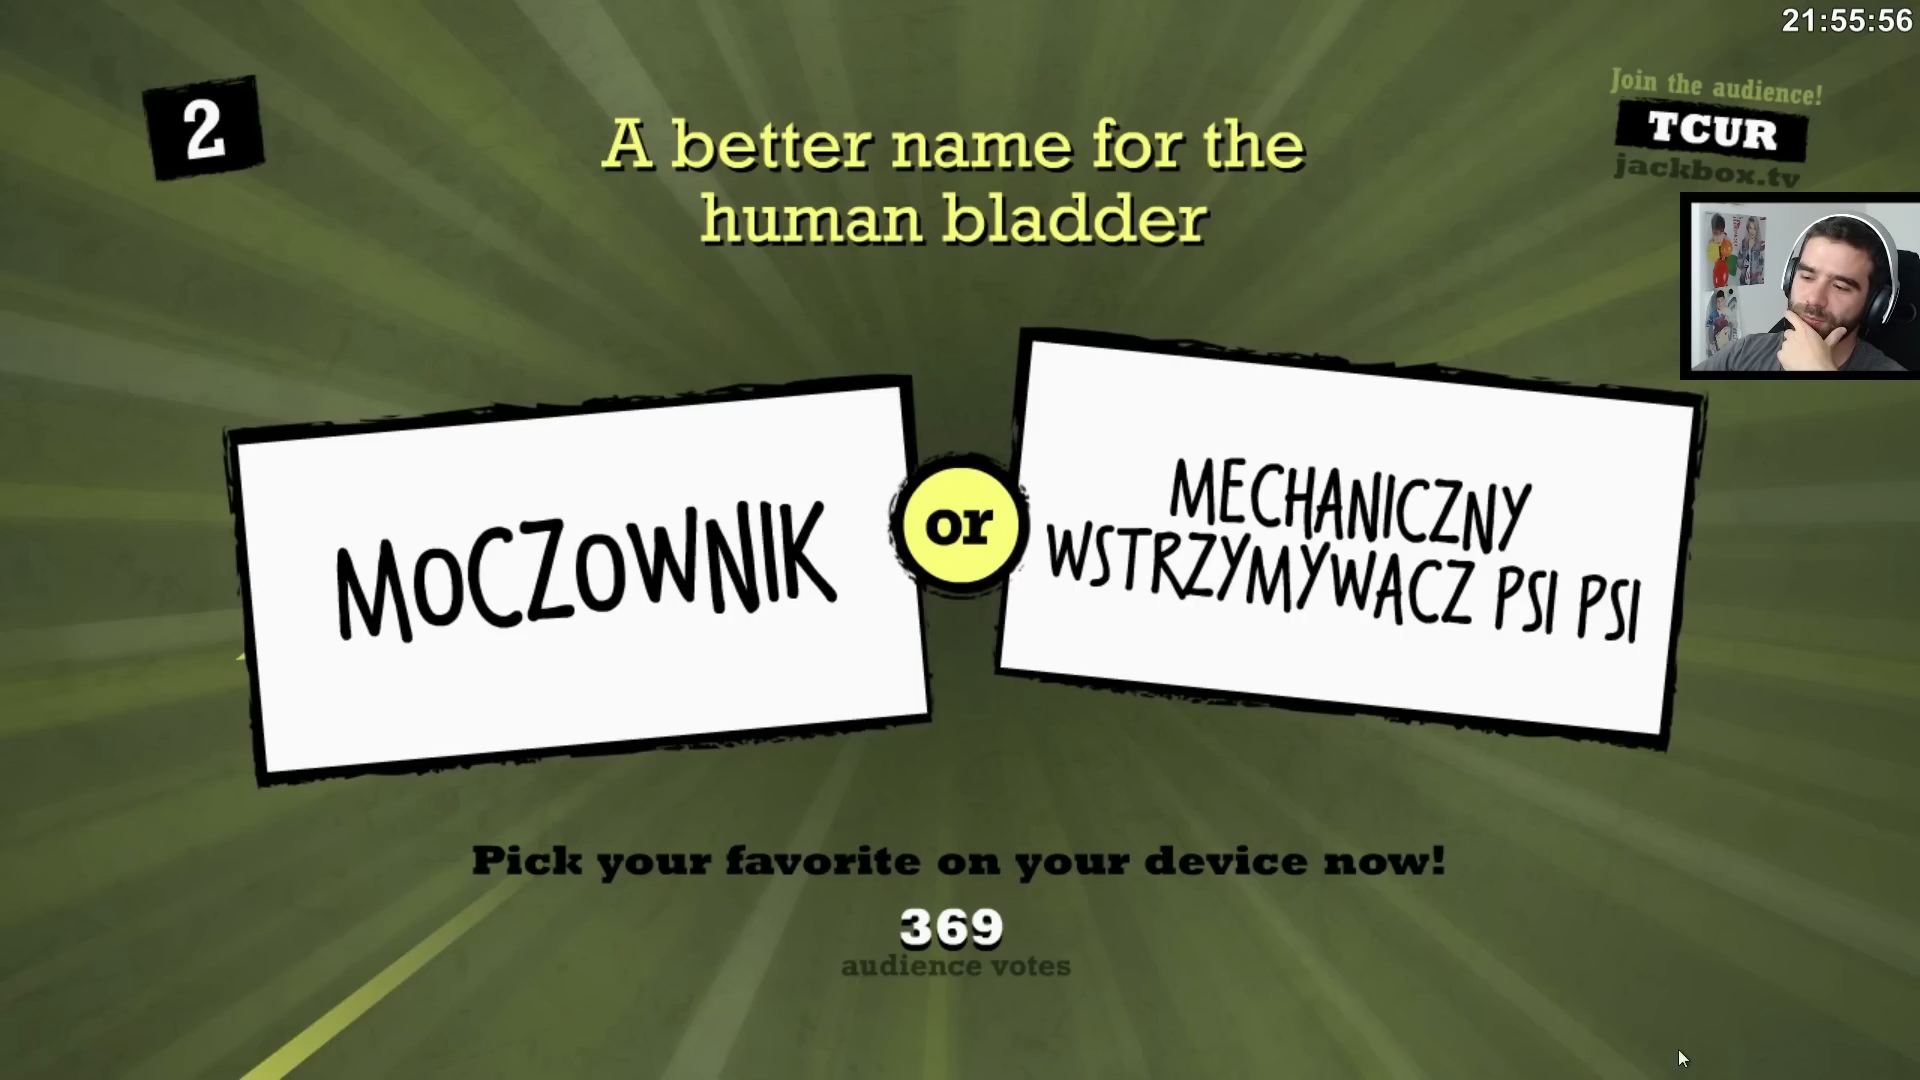 21:55:56
2
A better name for the
human bladder
Join the audience!
TCUR
jackbox.tv
MOCZOWNIK
or
MECHANICZNY
WSTRZYMYWACZ PSI PSI
Pick your favorite on your device now!
369
audience votes